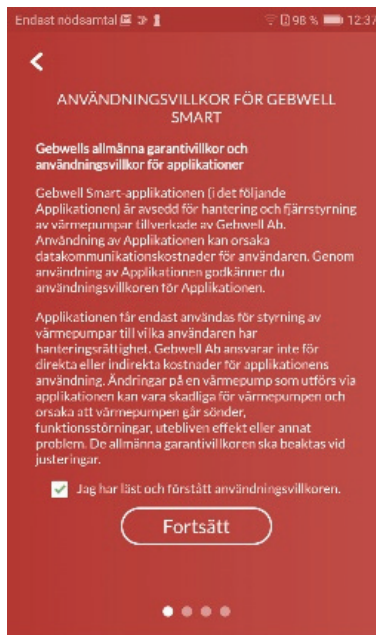 Endast nödsamtal 98 % 12:37
ANVÄNDNINGSVILLKOR FÖR GEBWELL
SMART
Gebwells allmänna garantivillkor och
användningsvillkor för applikationer
Gebwell Smart-applikationen (i det följande
Applikationen) är avsedd för hantering och fjärrstyrning
av värmepumpar tillverkade av Gebwell Ab.
Användning av Applikationen kan orsaka
datakommunikationskostnader för användaren. Genom
användning av Applikationen godkänner du
användningsvillkoren för Applikationen.
Applikationen får endast användas för styrning av
värmepumpar till vilka användaren har
hanteringsrättighet. Gebwell Ab ansvarar inte för
direkta eller indirekta kostnader för applikationens
användning. Ändringar på en värmepump som utförs via
applikationen kan vara skadliga för värmepumpen och
orsaka att värmepumpen går sönder,
funktionsstörningar, utebliven effekt eller annat
problem. De allmänna garantivillkoren ska beaktas vid
justeringar.
Jag har läst och förstått användningsvillkoren.
Fortsätt